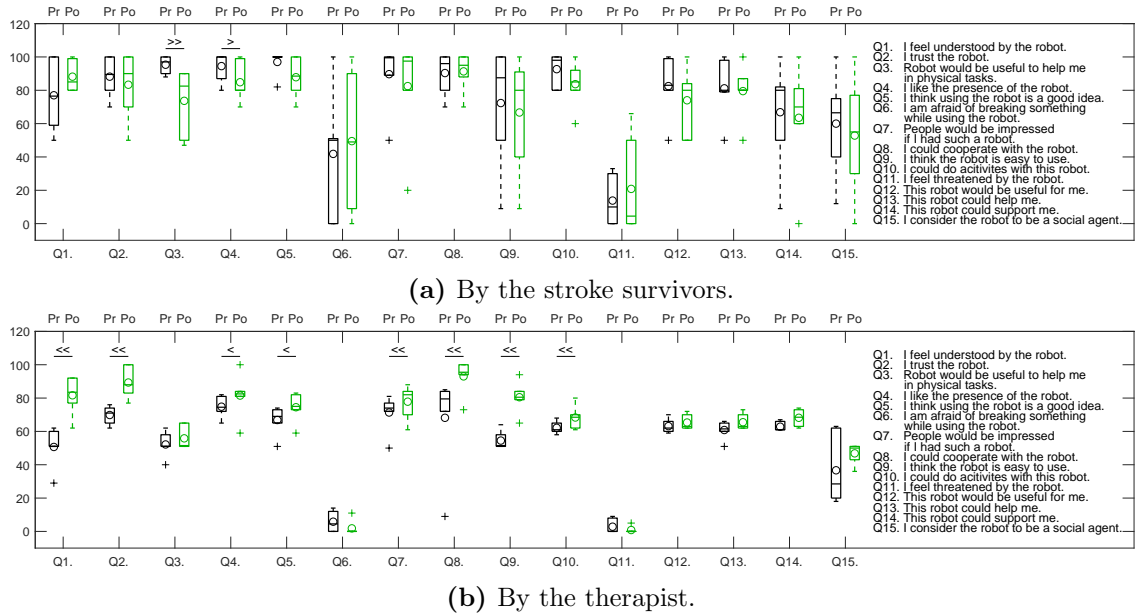 Pr Po Pr Po Pr Po Pr Po Pr Po Pr Po Pr Po Pr Po Pr Po Pr Po Pr Po Pr Po Pr Po Pr Po Pr Po
120
100
80
60
40
20
0
>> >
Q1. Q2. Q3. Q4. Q5. Q6. Q7. Q8. Q9. Q10. Q11. Q12. Q13. Q14. Q15.
Q1. I feel understood by the robot.
Q2. I trust the robot.
Q3. Robot would be useful to help me
in physical tasks.
Q4. I like the presence of the robot.
Q5. I think using the robot is a good idea.
Q6. I am afraid of breaking something
while using the robot.
Q7. People would be impressed
if I had such a robot.
Q8. I could cooperate with the robot.
Q9. I think the robot is easy to use.
Q10. I could do acitivites with this robot.
Q11. I feel threatened by the robot.
Q12. This robot would be useful for me.
Q13. This robot could help me.
Q14. This robot could support me.
Q15. I consider the robot to be a social agent.
(a) By the stroke survivors.
Pr Po Pr Po Pr Po Pr Po Pr Po Pr Po Pr Po Pr Po Pr Po Pr Po Pr Po Pr Po Pr Po Pr Po Pr Po
120
100
80
60
40
20
0
<< << < < << << << <<
Q1. Q2. Q3. Q4. Q5. Q6. Q7. Q8. Q9. Q10. Q11. Q12. Q13. Q14. Q15.
Q1. I feel understood by the robot.
Q2. I trust the robot.
Q3. Robot would be useful to help me
in physical tasks.
Q4. I like the presence of the robot.
Q5. I think using the robot is a good idea.
Q6. I am afraid of breaking something
while using the robot.
Q7. People would be impressed
if I had such a robot.
Q8. I could cooperate with the robot.
Q9. I think the robot is easy to use.
Q10. I could do acitivites with this robot.
Q11. I feel threatened by the robot.
Q12. This robot would be useful for me.
Q13. This robot could help me.
Q14. This robot could support me.
Q15. I consider the robot to be a social agent.
(b) By the therapist.